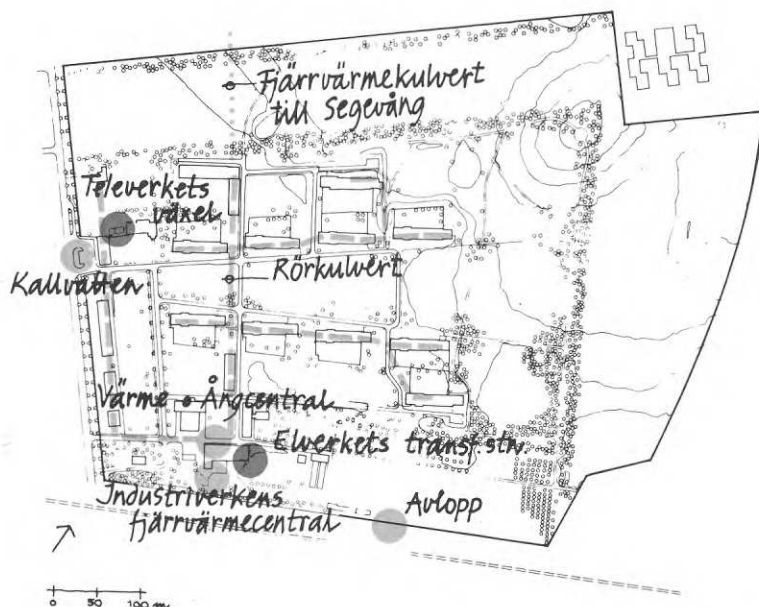 Fjärrvärmekulvert
till Segevång
Televerkets
växel
Kallvatten
Rörkulvert
Värme o Ångcentral
Elverkets transf.stn.
Industriverkens
fjärrvärmecentral
Avlopp
0 50 100 m